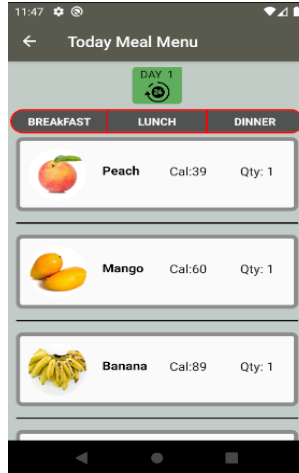 11:47
Today Meal Menu
DAY 1
24
BREAkFAST LUNCH DINNER
Peach Cal:39 Qty: 1
Mango Cal:60 Qty: 1
Banana Cal:89 Qty: 1